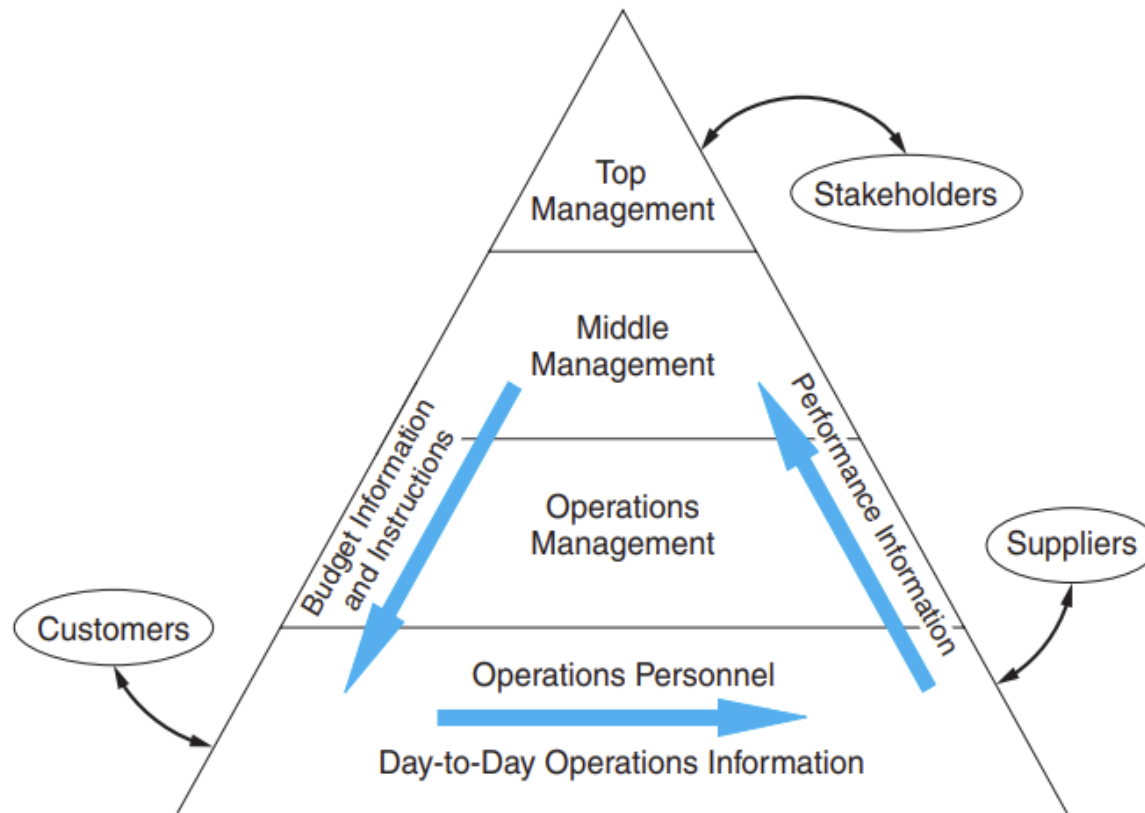 Top
Management
Stakeholders
Middle
Management
Budget Information
and Instructions
Performance Information
Operations
Management
Suppliers
Customers
Operations Personnel
Day-to-Day Operations Information